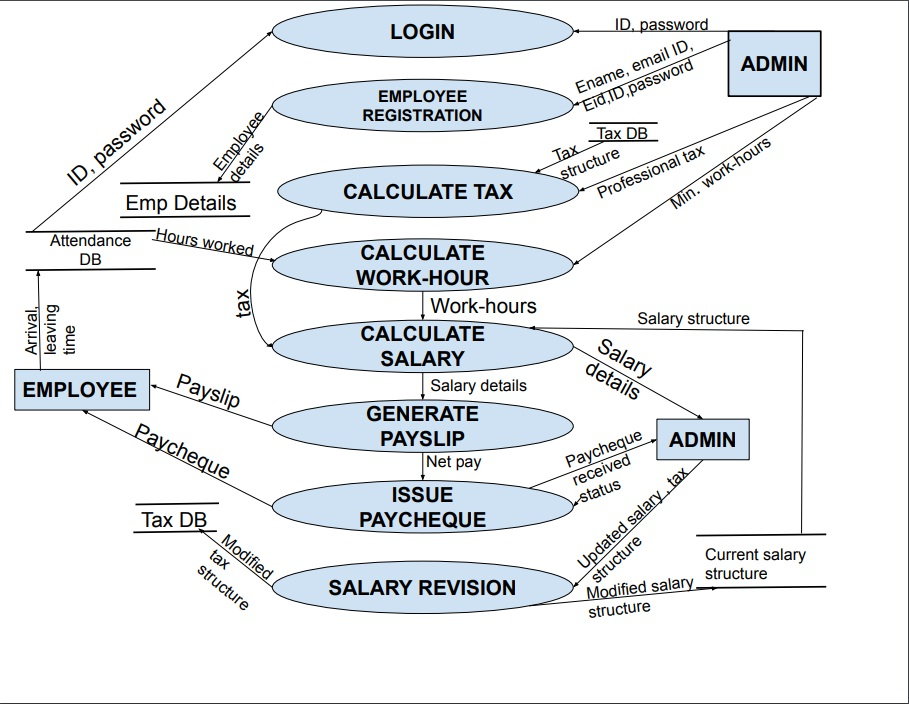 LOGIN
ID, password
ADMIN
Ename, email ID,
Eid,ID,password
EMPLOYEE
REGISTRATION
ID, password
Employee
details
Tax DB
Tax
structure
Professional tax
Min. work-hours
CALCULATE TAX
Emp Details
Attendance
DB
Hours worked
CALCULATE
WORK-HOUR
tax
Work-hours
Arrival,
leaving
time
Salary structure
CALCULATE
SALARY
Salary
details
EMPLOYEE
Payslip
Salary details
GENERATE
PAYSLIP
ADMIN
Paycheque
Net pay
Paycheque
received
status
ISSUE
PAYCHEQUE
Tax DB
Updated salary , tax
structure
Current salary
structure
Modified
tax
structure
SALARY REVISION
Modified salary
structure